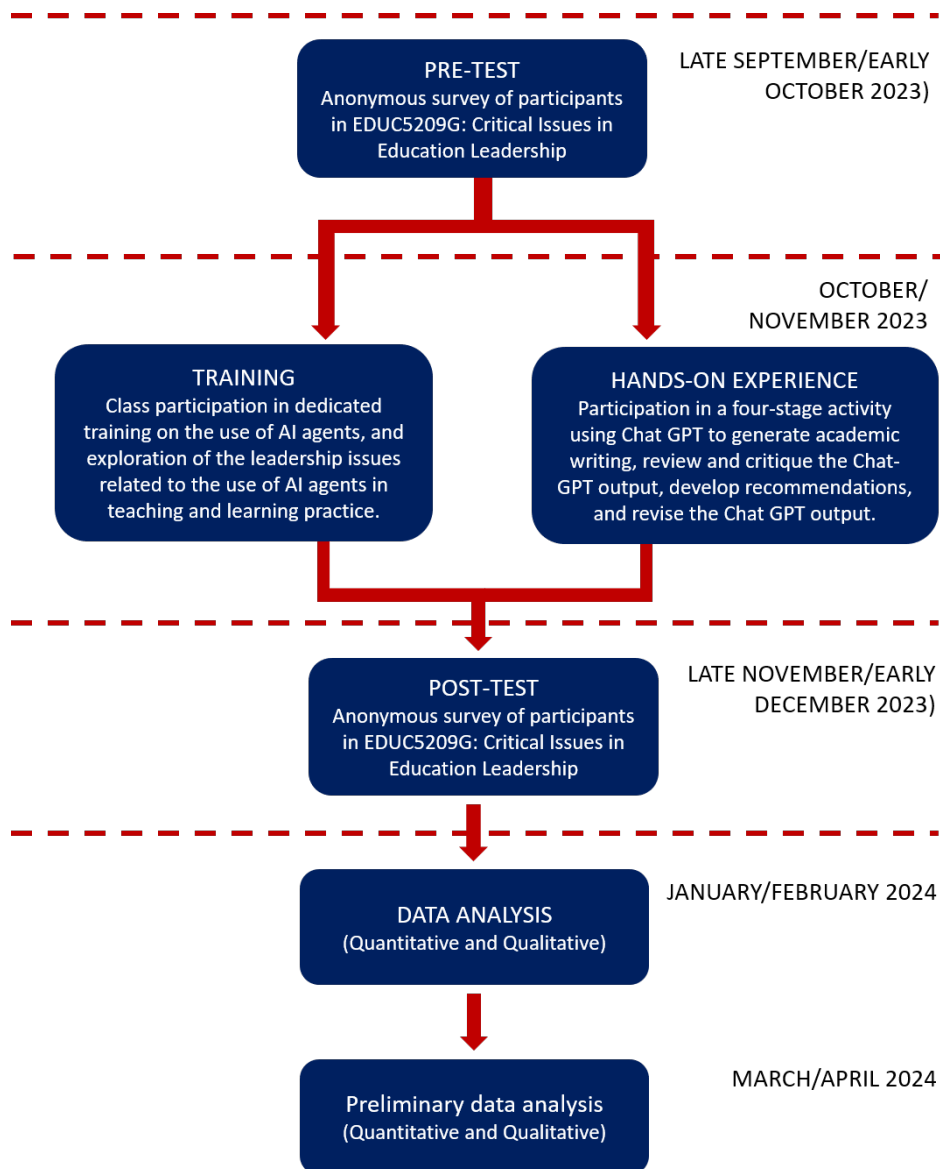 PRE-TEST
Anonymous survey of participants
in EDUC5209G: Critical Issues in
Education Leadership
LATE SEPTEMBER/EARLY
OCTOBER 2023)
OCTOBER/
NOVEMBER 2023
TRAINING
Class participation in dedicated
training on the use of AI agents, and
exploration of the leadership issues
related to the use of AI agents in
teaching and learning practice.
HANDS-ON EXPERIENCE
Participation in a four-stage activity
using Chat GPT to generate academic
writing, review and critique the Chat-
GPT output, develop recommendations,
and revise the Chat GPT output.
LATE NOVEMBER/EARLY
DECEMBER 2023)
POST-TEST
Anonymous survey of participants
in EDUC5209G: Critical Issues in
Education Leadership
JANUARY/FEBRUARY 2024
DATA ANALYSIS
(Quantitative and Qualitative)
MARCH/APRIL 2024
Preliminary data analysis
(Quantitative and Qualitative)